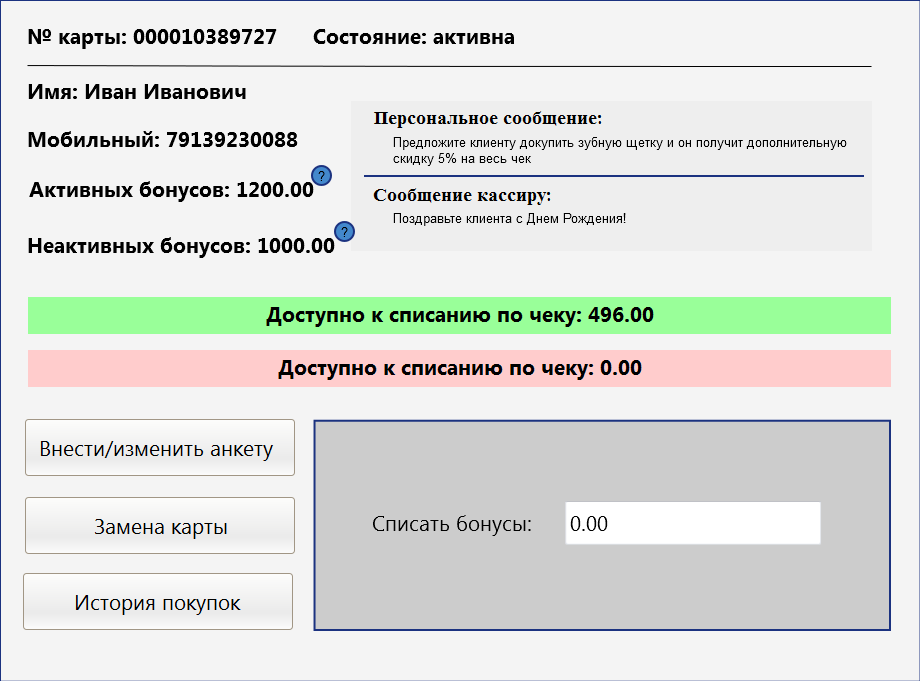 № карты: 000010389727 Состояние: активна
Имя: Иван Иванович
Мобильный: 79139230088
Активных бонусов: 1200.00 ?
Неактивных бонусов: 1000.00 ?
Персональное сообщение:
Предложите клиенту докупить зубную щетку и он получит дополнительную
скидку 5% на весь чек
Сообщение кассиру:
Поздравьте клиента с Днем Рождения!
Доступно к списанию по чеку: 496.00
Доступно к списанию по чеку: 0.00
Внести/изменить анкету
Замена карты
История покупок
Списать бонусы: 0.00